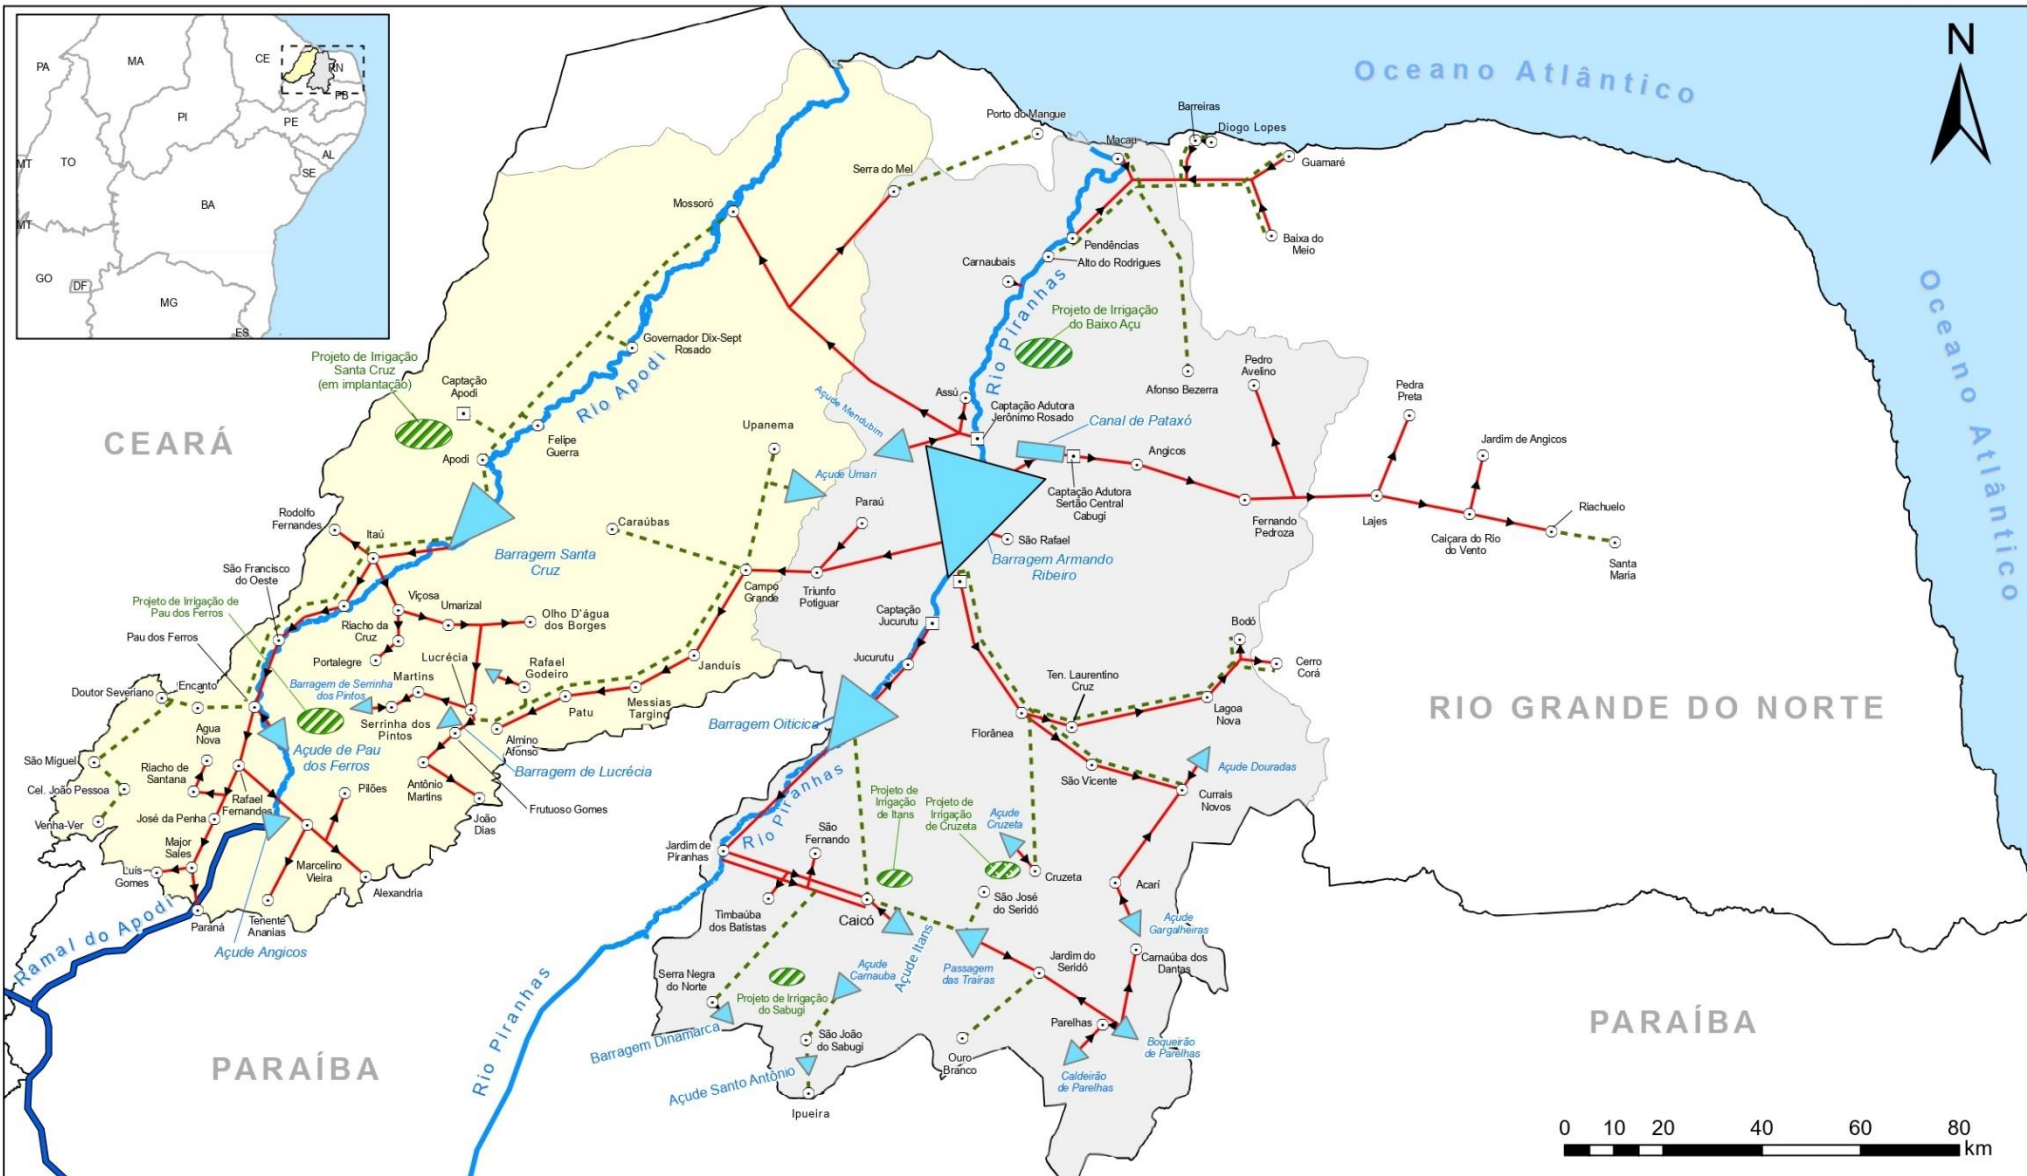 PA
MA
CE
RN
PB
PI
PE
MT
TO
AL
SE
BA
MT
GO
DF
MG
ES
N
Oceano Atlântico
Oceano Atlântico
CEARÁ
RIO GRANDE DO NORTE
PARAÍBA
PARAÍBA
Porto do Mangue
Barreiras
Diogo Lopes
Macau
Guamaré
Serra do Mel
Mossoró
Baixa do
Meio
Pendências
Alto do Rodrigues
Carnaubais
Rio Piranhas
Projeto de Irrigação
do Baixo Açu
Governador Dix-Sept
Rosado
Rio Apodi
Projeto de Irrigação
Santa Cruz
(em implantação)
Captação
Apodi
Felipe
Guerra
Apodi
Upanema
Açude Umari
Açude Mendubim
Assú
Captação Adutora
Jerônimo Rosado
Canal de Pataxó
Afonso Bezerra
Pedro
Avelino
Pedra
Preta
Jardim de Angicos
Angicos
Captação Adutora
Sertão Central
Cabugi
Fernando
Pedroza
Lajes
Caiçara do Rio
do Vento
Riachuelo
Santa
Maria
Paraú
São Rafael
Barragem Armando
Ribeiro
Caraúbas
Rodolfo
Fernandes
Itaú
Barragem Santa
Cruz
São Francisco
do Oeste
Projeto de Irrigação de
Pau dos Ferros
Pau dos Ferros
Viçosa
Umarizal
Olho D'água
dos Borges
Riacho da
Cruz
Portalegre
Lucrécia
Rafael
Godeiro
Martins
Barragem de Serrinha
dos Pintos
Serrinha dos
Pintos
Campo
Grande
Triunfo
Potiguar
Captação
Jucurutu
Jucurutu
Janduís
Messias
Targino
Patu
Almino
Afonso
Barragem Oiticica
Barragem de Lucrécia
Frutuoso Gomes
Antônio
Martins
João
Dias
Doutor Severiano
Encanto
Agua
Nova
Açude de Pau
dos Ferros
São Miguel
Riacho de
Santana
Cel. João Pessoa
Rafael
Fernandes
Pilões
Venha-Ver
José da Penha
Major
Sales
Luís
Gomes
Marcelino
Vieira
Alexandria
Paraná
Tenente
Ananias
Açude Angicos
Ramal do Apodi
Bodó
Cerro
Corá
Ten. Laurentino
Cruz
Lagoa
Nova
Florânea
São Vicente
Açude Douradas
Currais
Novos
Rio Piranhas
Projeto de
Irrigação
de Itans
Projeto de
Irrigação
de Cruzeta
Açude
Cruzeta
Cruzeta
São
Fernando
Jardim de
Piranhas
Timbaúba
dos Batistas
Caicó
São José
do Seridó
Acarí
Açude
Gargalheiras
Carnaúba dos
Dantas
Açude Itans
Açude
Carnauba
Passagem
das Traíras
Jardim do
Seridó
Serra Negra
do Norte
Projeto de Irrigação
do Sabugi
Rio Piranhas
Barragem Dinamarca
São João
do Sabugi
Ouro
Branco
Parelhas
Boqueirão
de Parelhas
Caldeirão
de Parelhas
Açude Santo Antônio
Ipueira
0 10 20 40 60 80
km